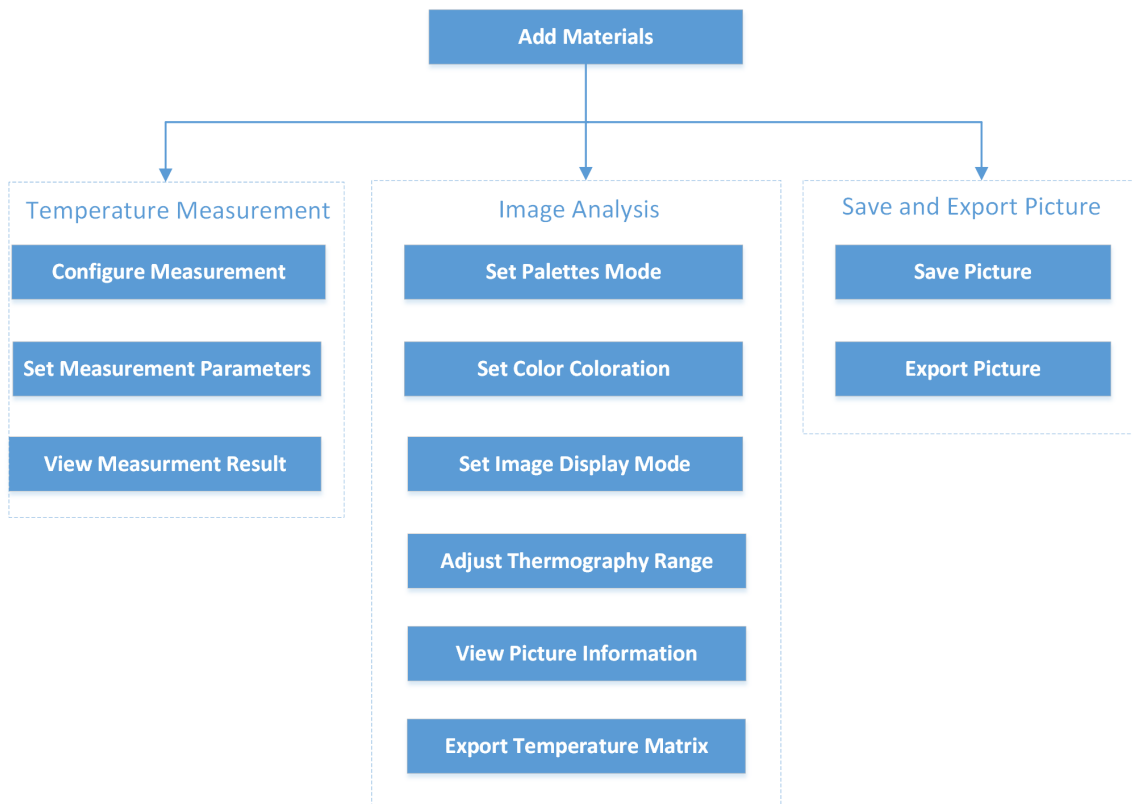 Add Materials
Temperature Measurement
Configure Measurement
Set Measurement Parameters
View Measurment Result
Image Analysis
Set Palettes Mode
Set Color Coloration
Set Image Display Mode
Adjust Thermography Range
View Picture Information
Export Temperature Matrix
Save and Export Picture
Save Picture
Export Picture